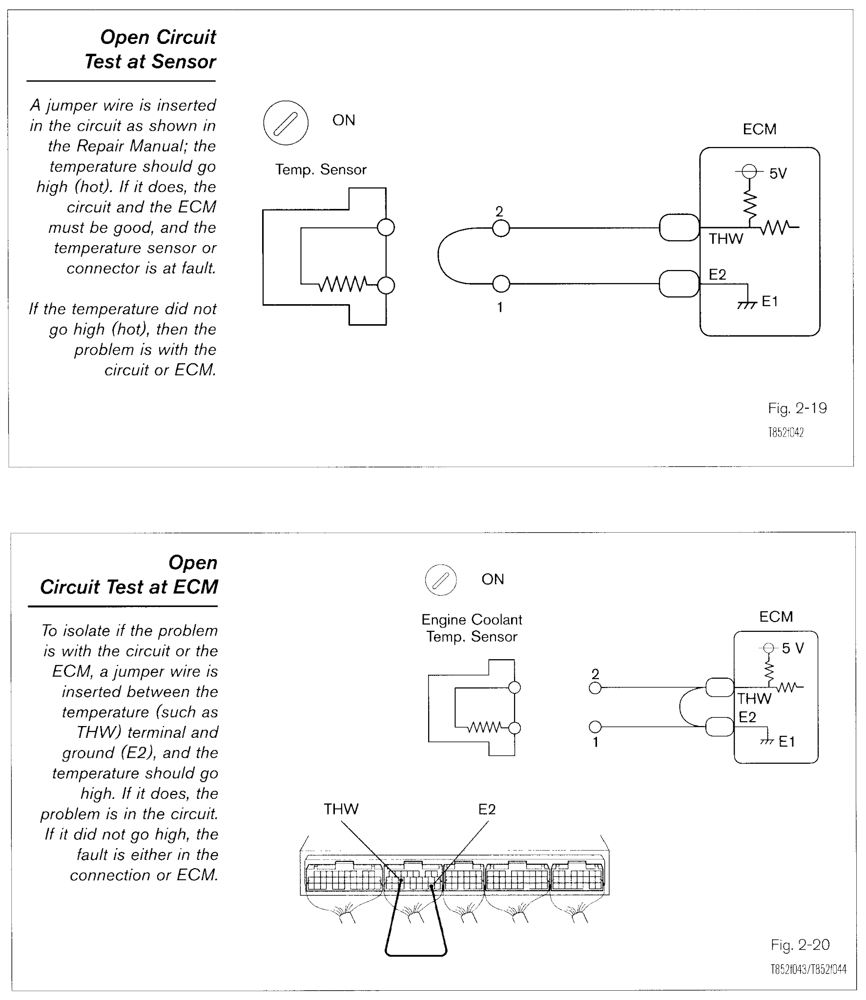 Open Circuit
Test at Sensor
A jumper wire is inserted
in the circuit as shown in
the Repair Manual; the
temperature should go
high (hot). If it does, the
circuit and the ECM
must be good, and the
temperature sensor or
connector is at fault.
If the temperature did not
go high (hot), then the
problem is with the
circuit or ECM.
ON
Temp. Sensor
ECM
5V
2
THW
E2
E1
1
Fig. 2-19
T852f042
Open
Circuit Test at ECM
To isolate if the problem
is with the circuit or the
ECM, a jumper wire is
inserted between the
temperature (such as
THW) terminal and
ground (E2), and the
temperature should go
high. If it does, the
problem is in the circuit.
If it did not go high, the
fault is either in the
connection or ECM.
ON
Engine Coolant
Temp. Sensor
ECM
5 V
2
THW
E2
E1
1
THW
E2
Fig. 2-20
T852f043/T852f044